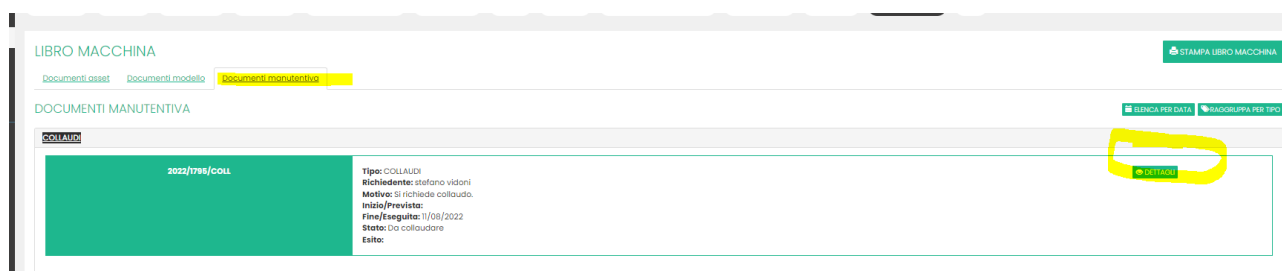 LIBRO MACCHINA
STAMPA LIBRO MACCHINA
Documenti asset Documenti modello Documenti manutentiva
DOCUMENTI MANUTENTIVA
ELENCA PER DATA RAGGRUPPA PER TIPO
COLLAUDI
2022/1795/COLL
Tipo: COLLAUDI
Richiedente: stefano vidoni
Motivo: Si richiede collaudo.
Inizio/Prevista:
Fine/Eseguita: 11/08/2022
Stato: Da collaudare
Esito:
DETTAGLI